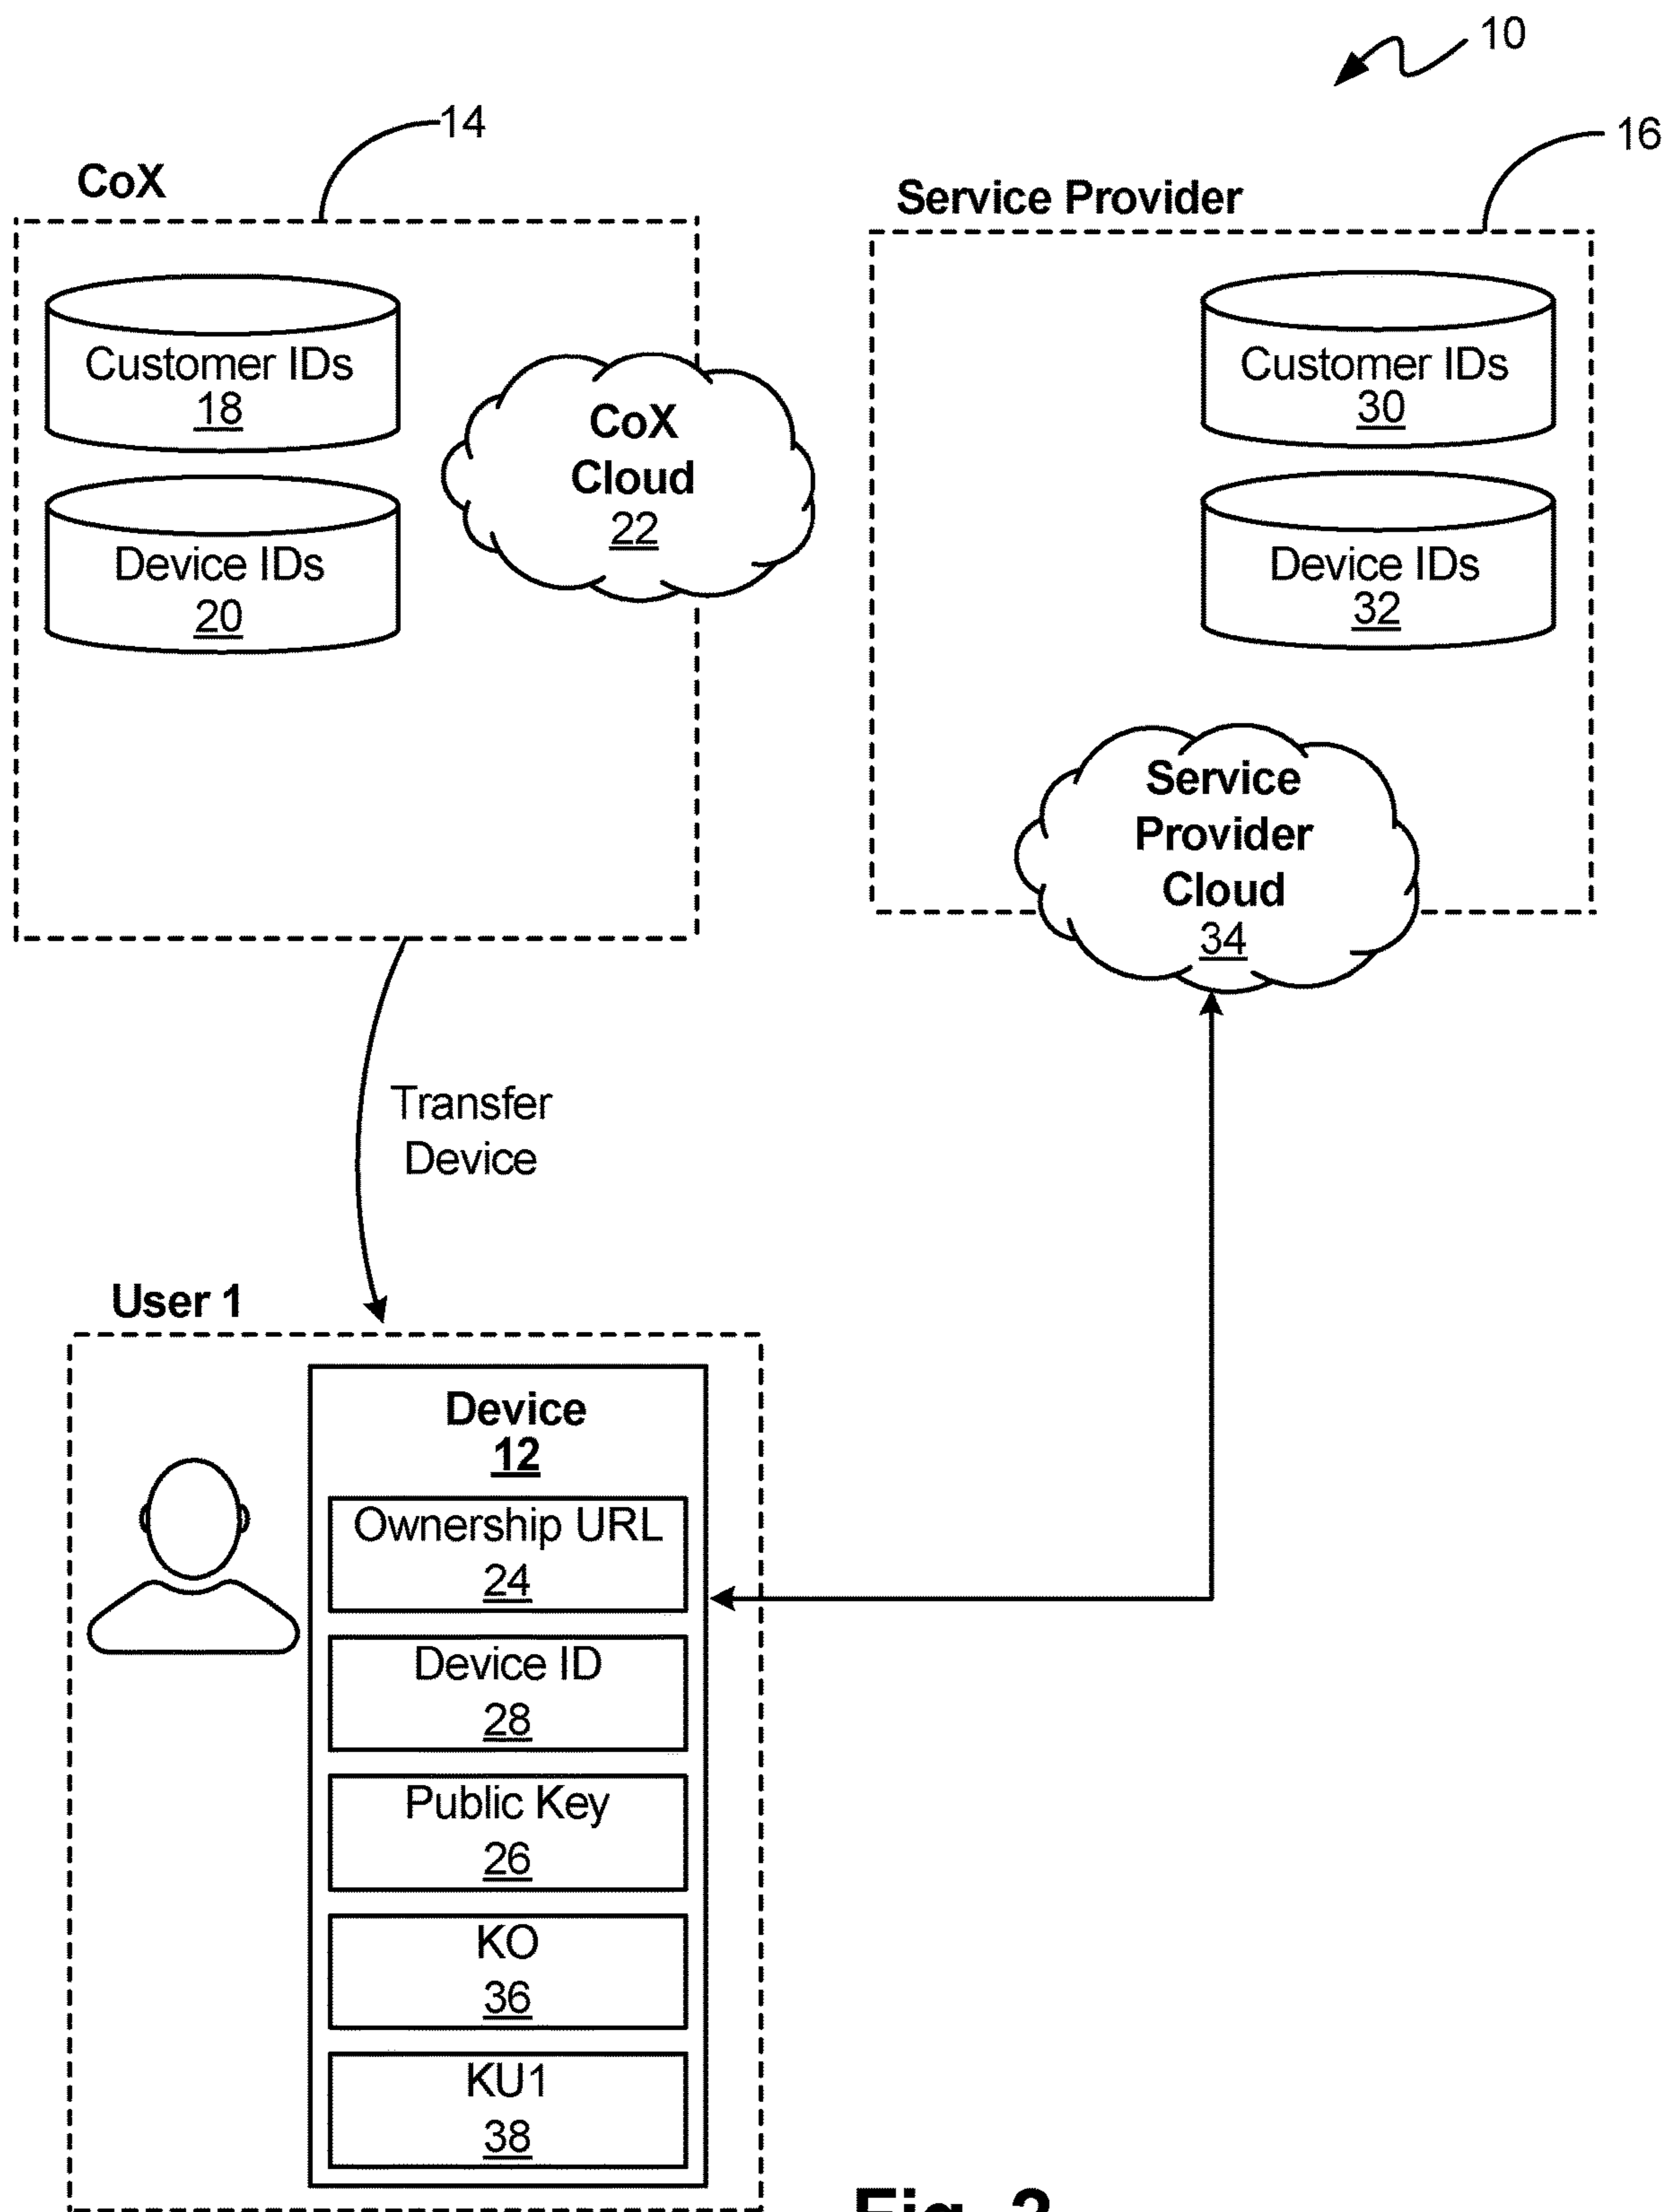 10
14
16
CoX
Service Provider
Customer IDs
18
Device IDs
20
CoX
Cloud
22
Customer IDs
30
Device IDs
32
Service
Provider
Cloud
34
Transfer
Device
User 1
Device
12
Ownership URL
24
Device ID
28
Public Key
26
KO
36
KU1
38
Fig. 2